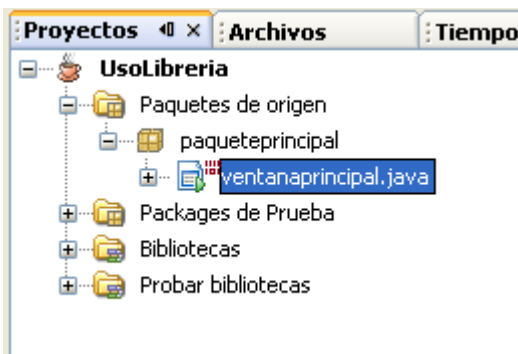 Proyectos Archivos Tiempo
UsoLibreria
Paquetes de origen
paqueteprincipal
ventanaprincipal.java
Packages de Prueba
Bibliotecas
Probar bibliotecas